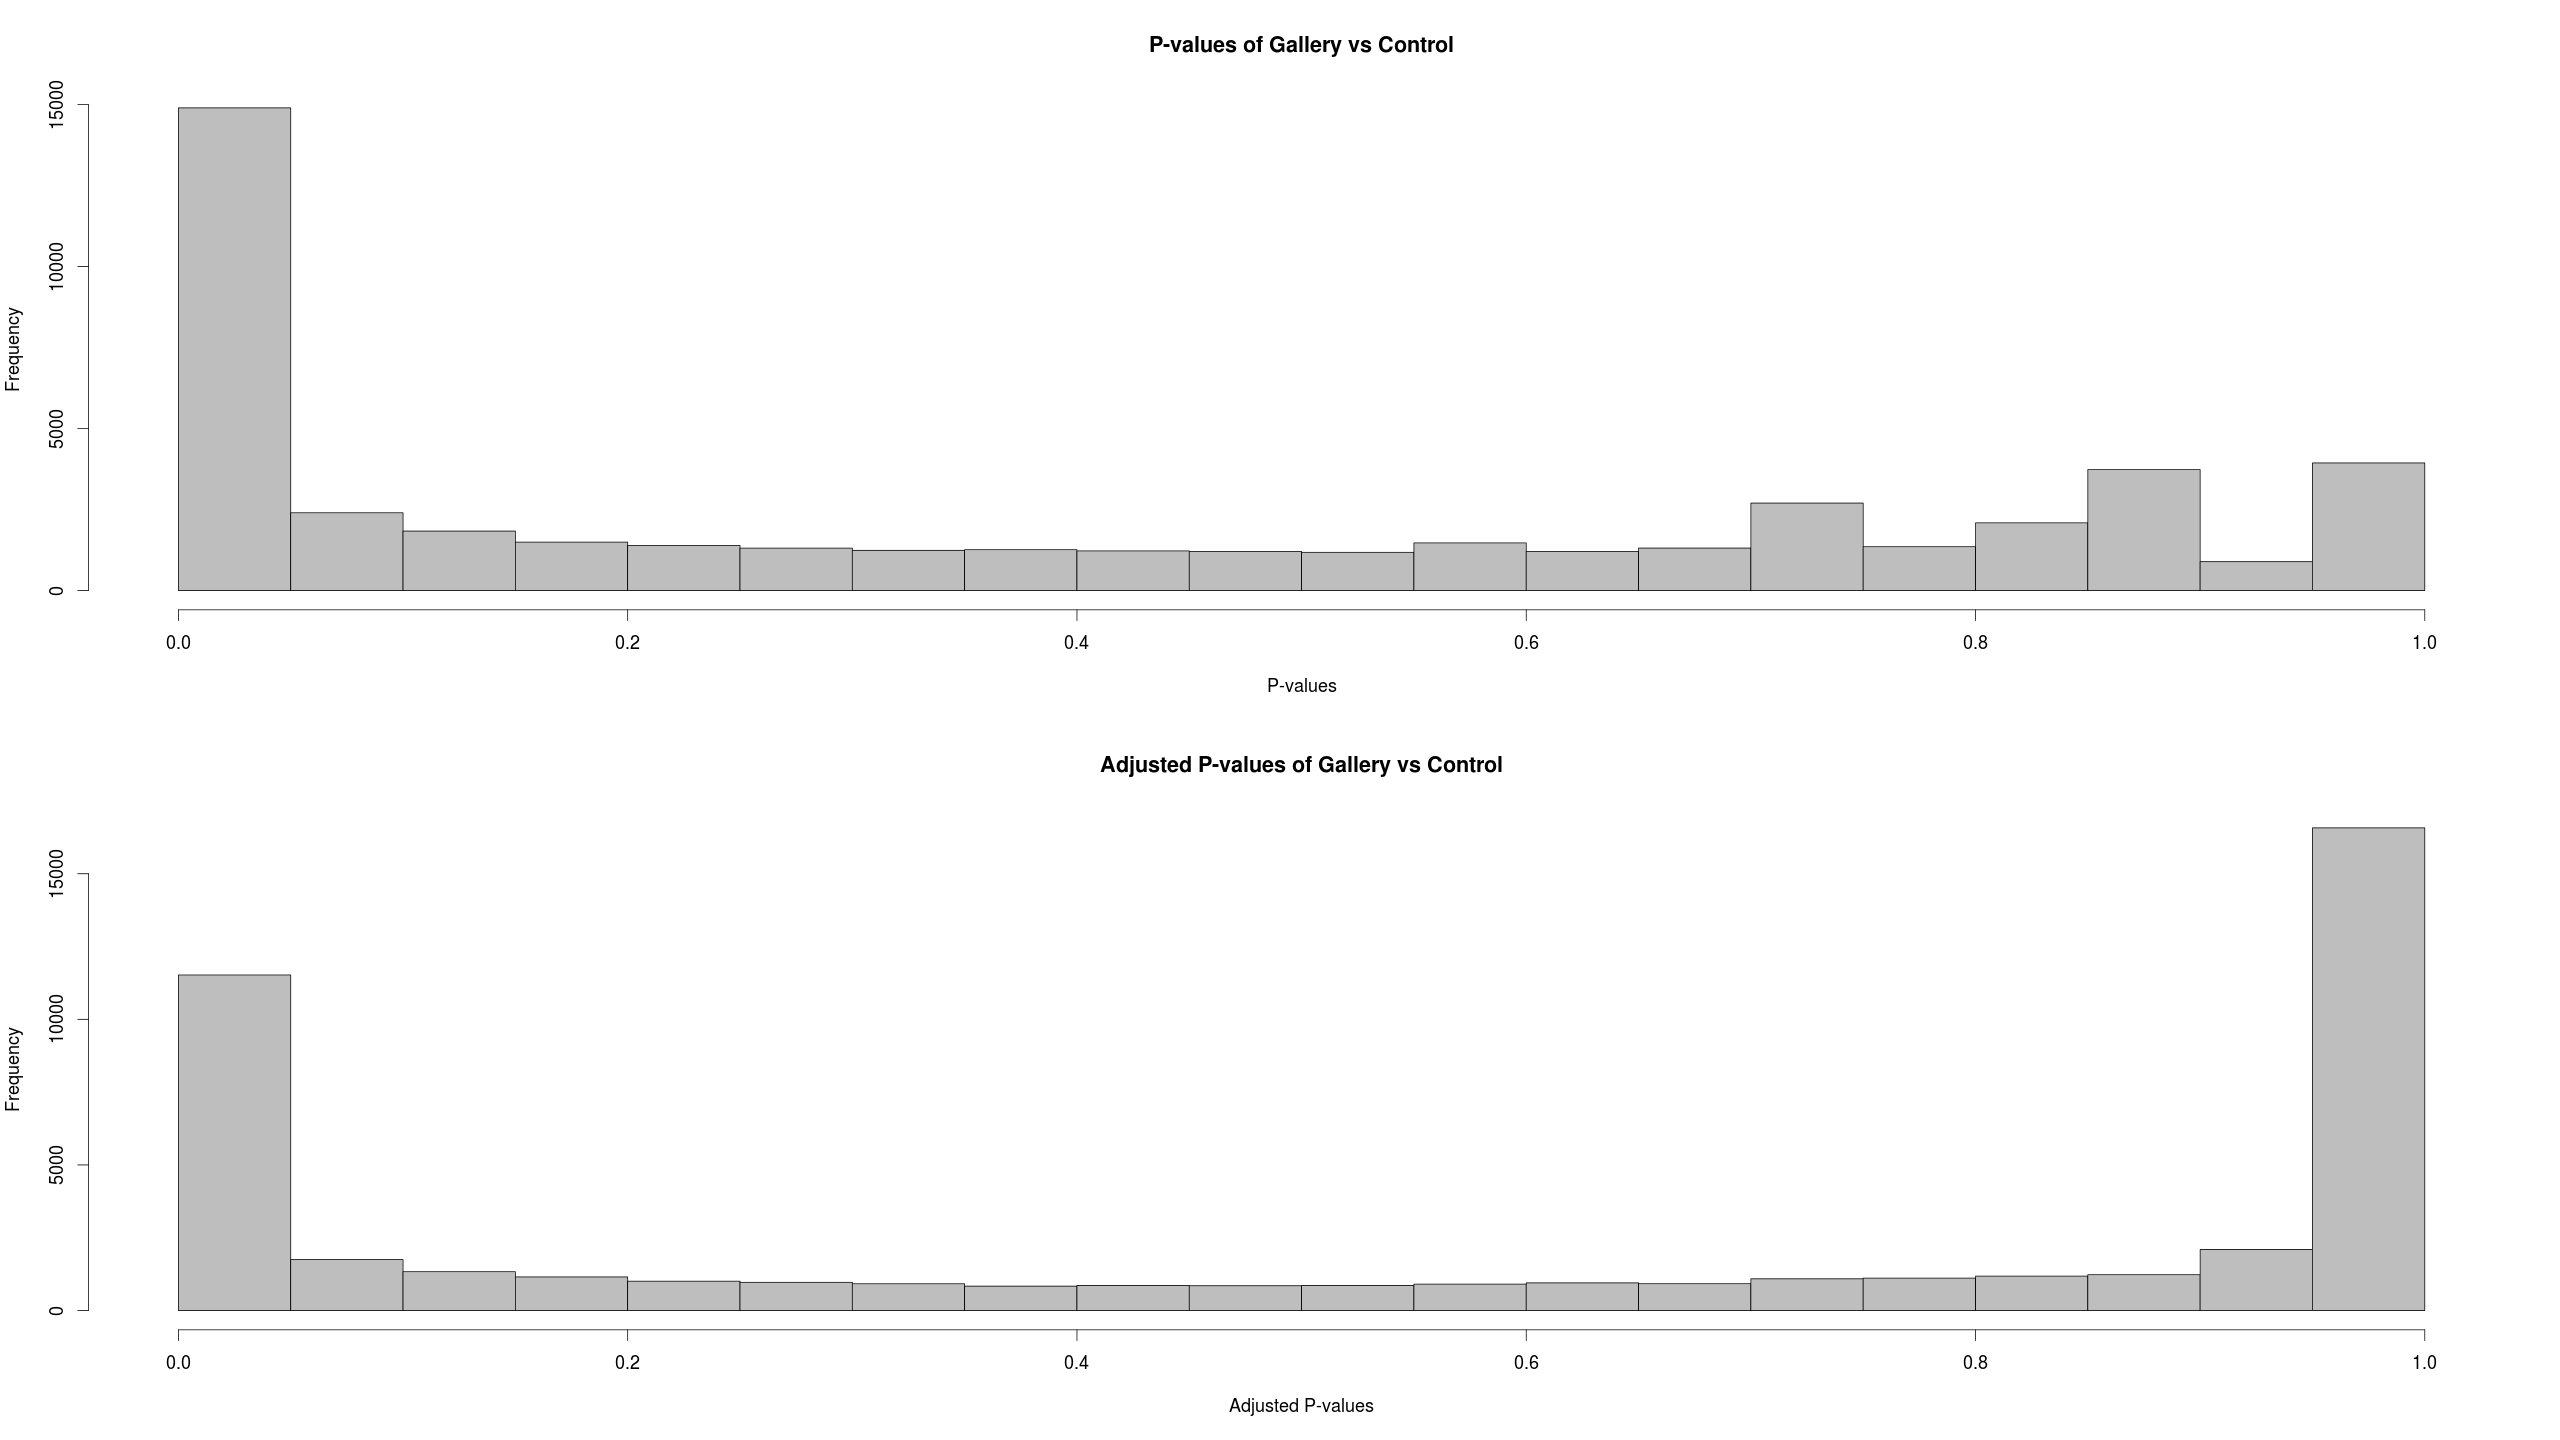 P-values of Gallery vs Control
15000
10000
5000
0
Frequency
0.0 0.2 0.4 0.6 0.8 1.0
P-values
Adjusted P-values of Gallery vs Control
15000
10000
5000
0
Frequency
0.0 0.2 0.4 0.6 0.8 1.0
Adjusted P-values